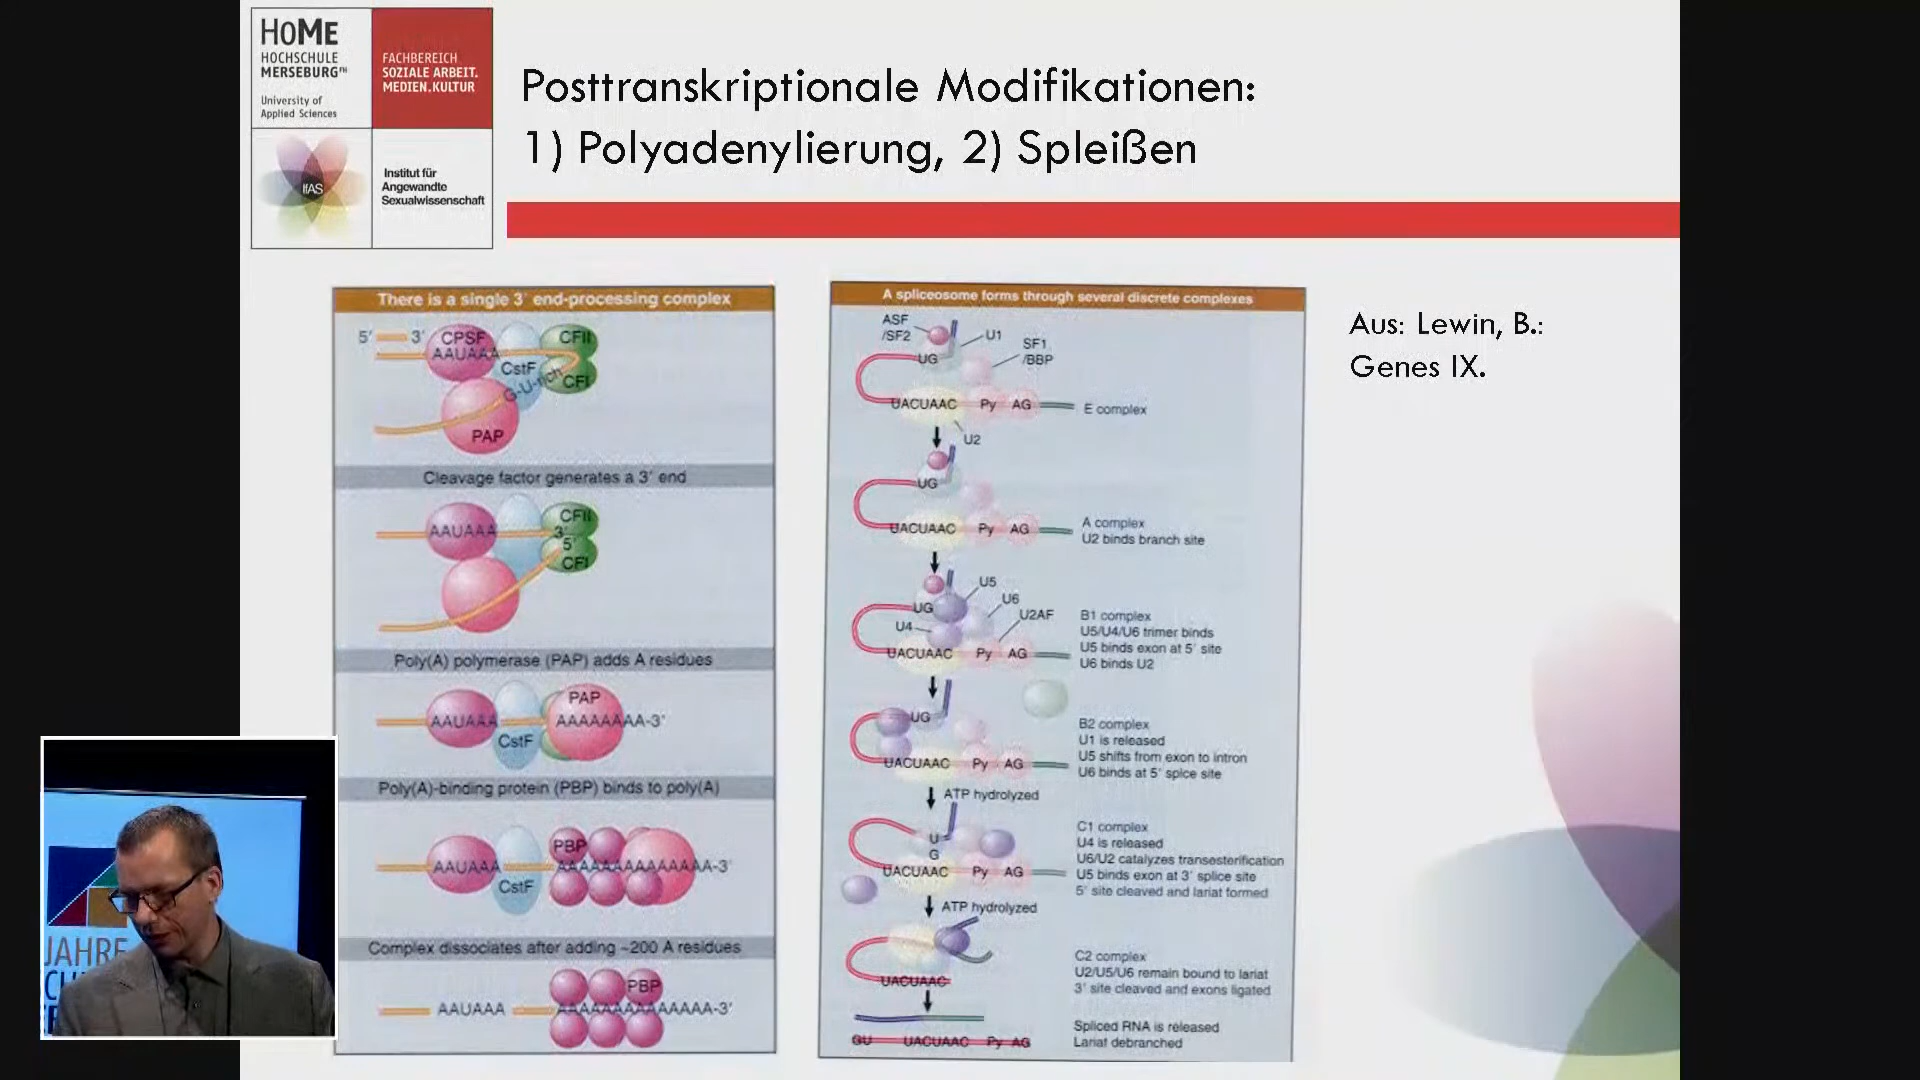 HoMe
HOCHSCHULE
MERSEBURG
University of
Applied Sciences
FACHBEREICH
SOZIALE ARBEIT.
MEDIEN.KULTUR
IfAS
Institut für
Angewandte
Sexualwissenschaft
Posttranskriptionale Modifikationen:
1) Polyadenylierung, 2) Spleißen
There is a single 3' end-processing complex
5' 3' CPSF CFII
AAUAAA
CstF
G-U-rich CFI
PAP
Cleavage factor generates a 3' end
CFII
AAUAAA 3'
5'
CFI
Poly(A) polymerase (PAP) adds A residues
PAP
AAUAAA AAAAAAAA-3'
CstF
Poly(A)-binding protein (PBP) binds to poly(A)
PBP
AAUAAA AAAAAAAAAAAAAA-3'
CstF
Complex dissociates after adding ~200 A residues
PBP
AAUAAA AAAAAAAAAAAAAA-3'
A spliceosome forms through several discrete complexes
ASF
/SF2
U1
SF1
/BBP
UG
UACUAAC Py AG E complex
U2
UG
UACUAAC Py AG
A complex
U2 binds branch site
U5
U6
UG U2AF
U4
UACUAAC Py AG
B1 complex
U5/U4/U6 trimer binds
U5 binds exon at 5' site
U6 binds U2
UG
UACUAAC Py AG
B2 complex
U1 is released
U5 shifts from exon to intron
U6 binds at 5' splice site
ATP hydrolyzed
U
G
UACUAAC Py AG
C1 complex
U4 is released
U6/U2 catalyzes transesterification
U5 binds exon at 3' splice site
5' site cleaved and lariat formed
ATP hydrolyzed
UACUAAC
C2 complex
U2/U5/U6 remain bound to lariat
3' site cleaved and exons ligated
GU UACUAAC Py AG
Spliced RNA is released
Lariat debranched
Aus: Lewin, B.:
Genes IX.
JAHRE